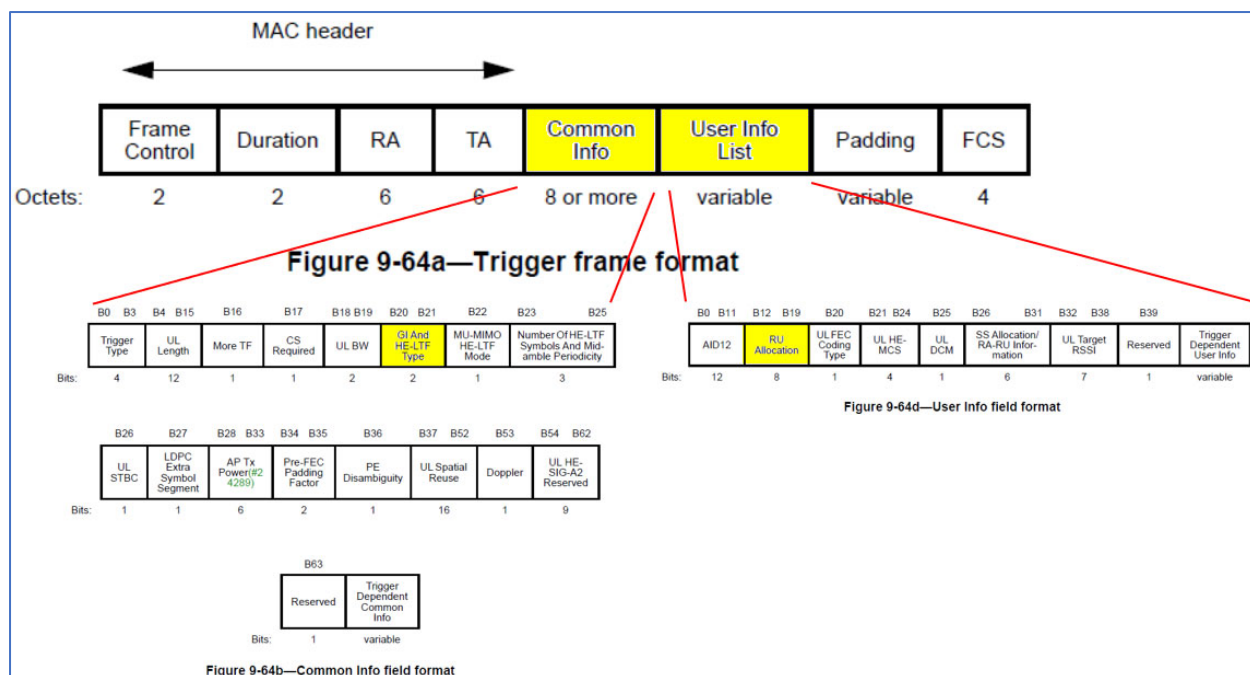 MAC header
Frame Control Duration RA TA Common Info User Info List Padding FCS
Octets: 2 2 6 6 8 or more variable variable 4
Figure 9-64a—Trigger frame format
B0 B3 B4 B15 B16 B17 B18 B19 B20 B21 B22 B23 B25
Trigger Type UL Length More TF CS Required UL BW GI And HE-LTF Type MU-MIMO HE-LTF Mode Number Of HE-LTF Symbols And Mid-amble Periodicity
Bits: 4 12 1 1 2 2 1 3
B0 B11 B12 B19 B20 B21 B24 B25 B26 B31 B32 B38 B39
AID12 RU Allocation UL FEC Coding Type UL HE-MCS UL DCM SS Allocation/RA-RU Infor-mation UL Target RSSI Reserved Trigger Dependent User Info
Bits: 12 8 1 4 1 6 7 1 variable
Figure 9-64d—User Info field format
B26 B27 B28 B33 B34 B35 B36 B37 B52 B53 B54 B62
UL STBC LDPC Extra Symbol Segment AP Tx Power(#24289) Pre-FEC Padding Factor PE Disambiguity UL Spatial Reuse Doppler UL HE-SIG-A2 Reserved
Bits: 1 1 6 2 1 16 1 9
B63
Reserved Trigger Dependent Common Info
Bits: 1 variable
Figure 9-64b—Common Info field format